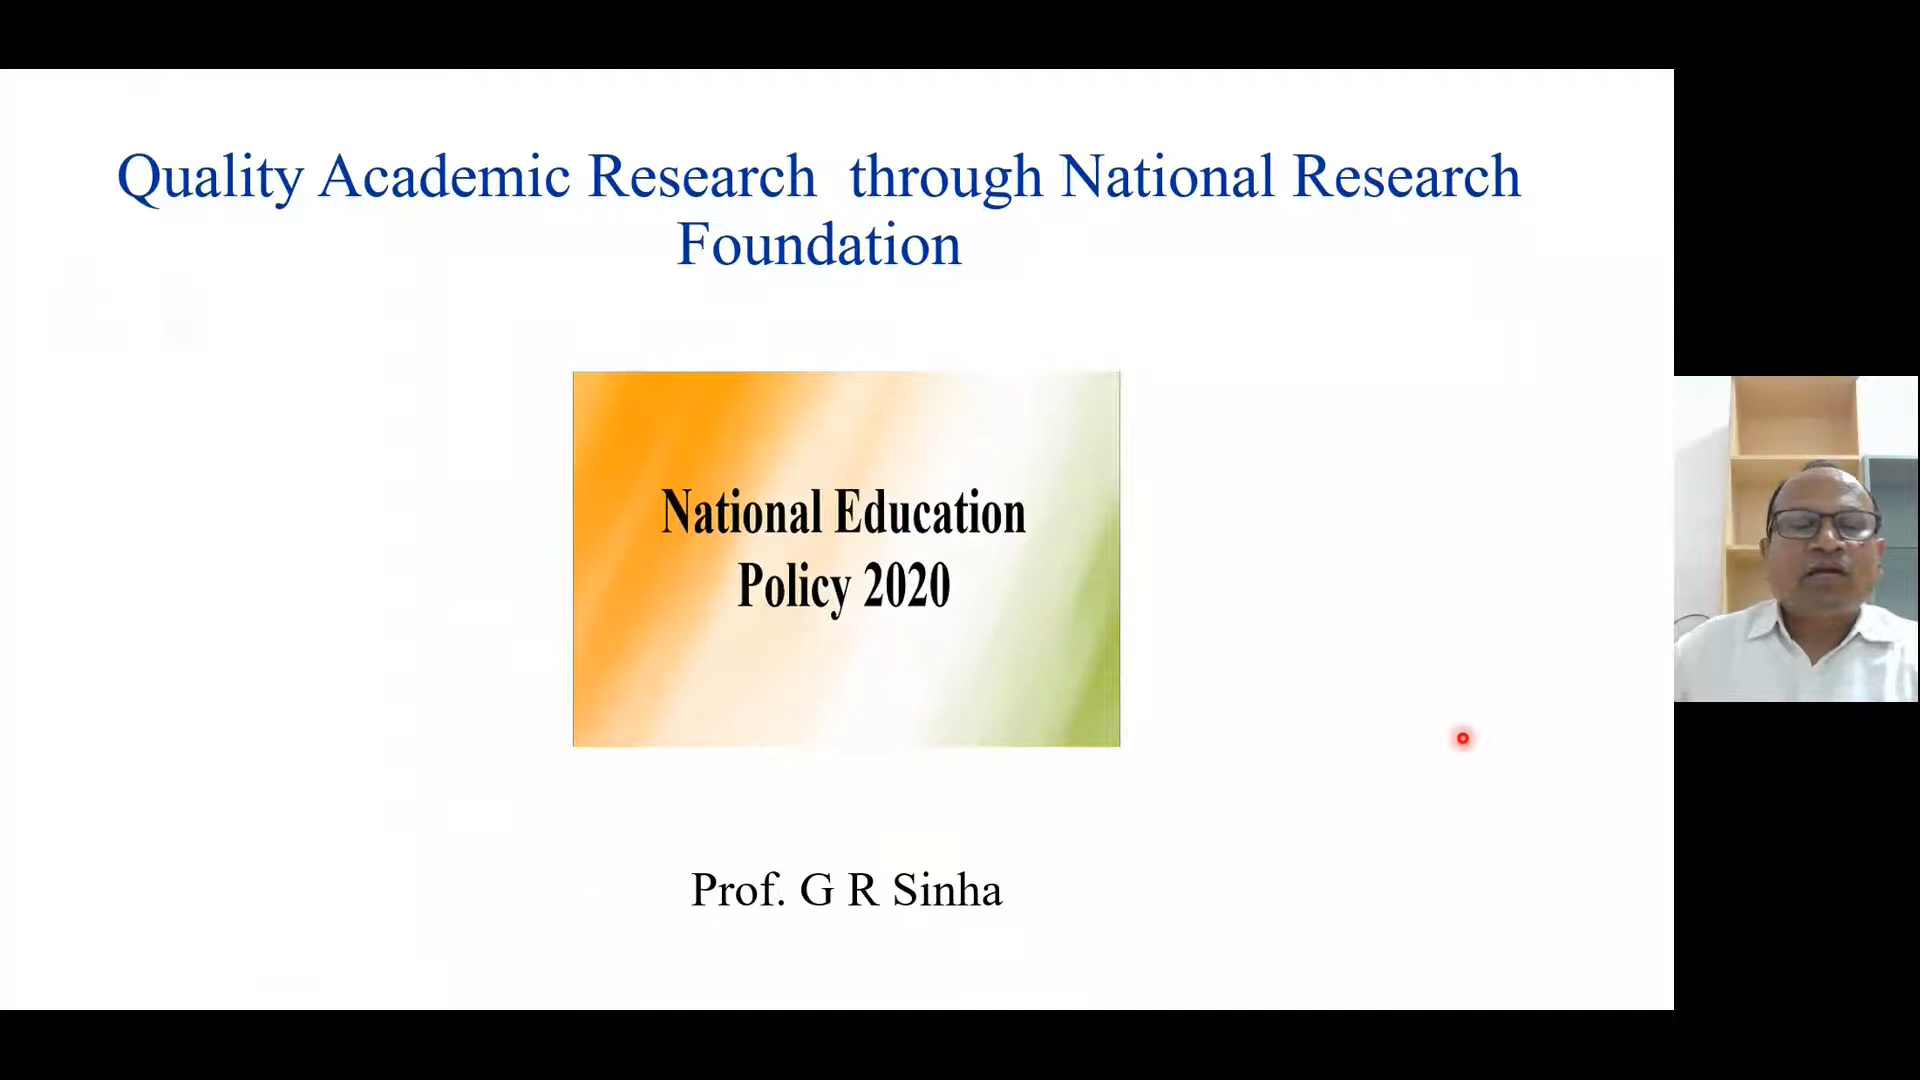 Quality Academic Research through National Research
Foundation
National Education
Policy 2020
Prof. G R Sinha